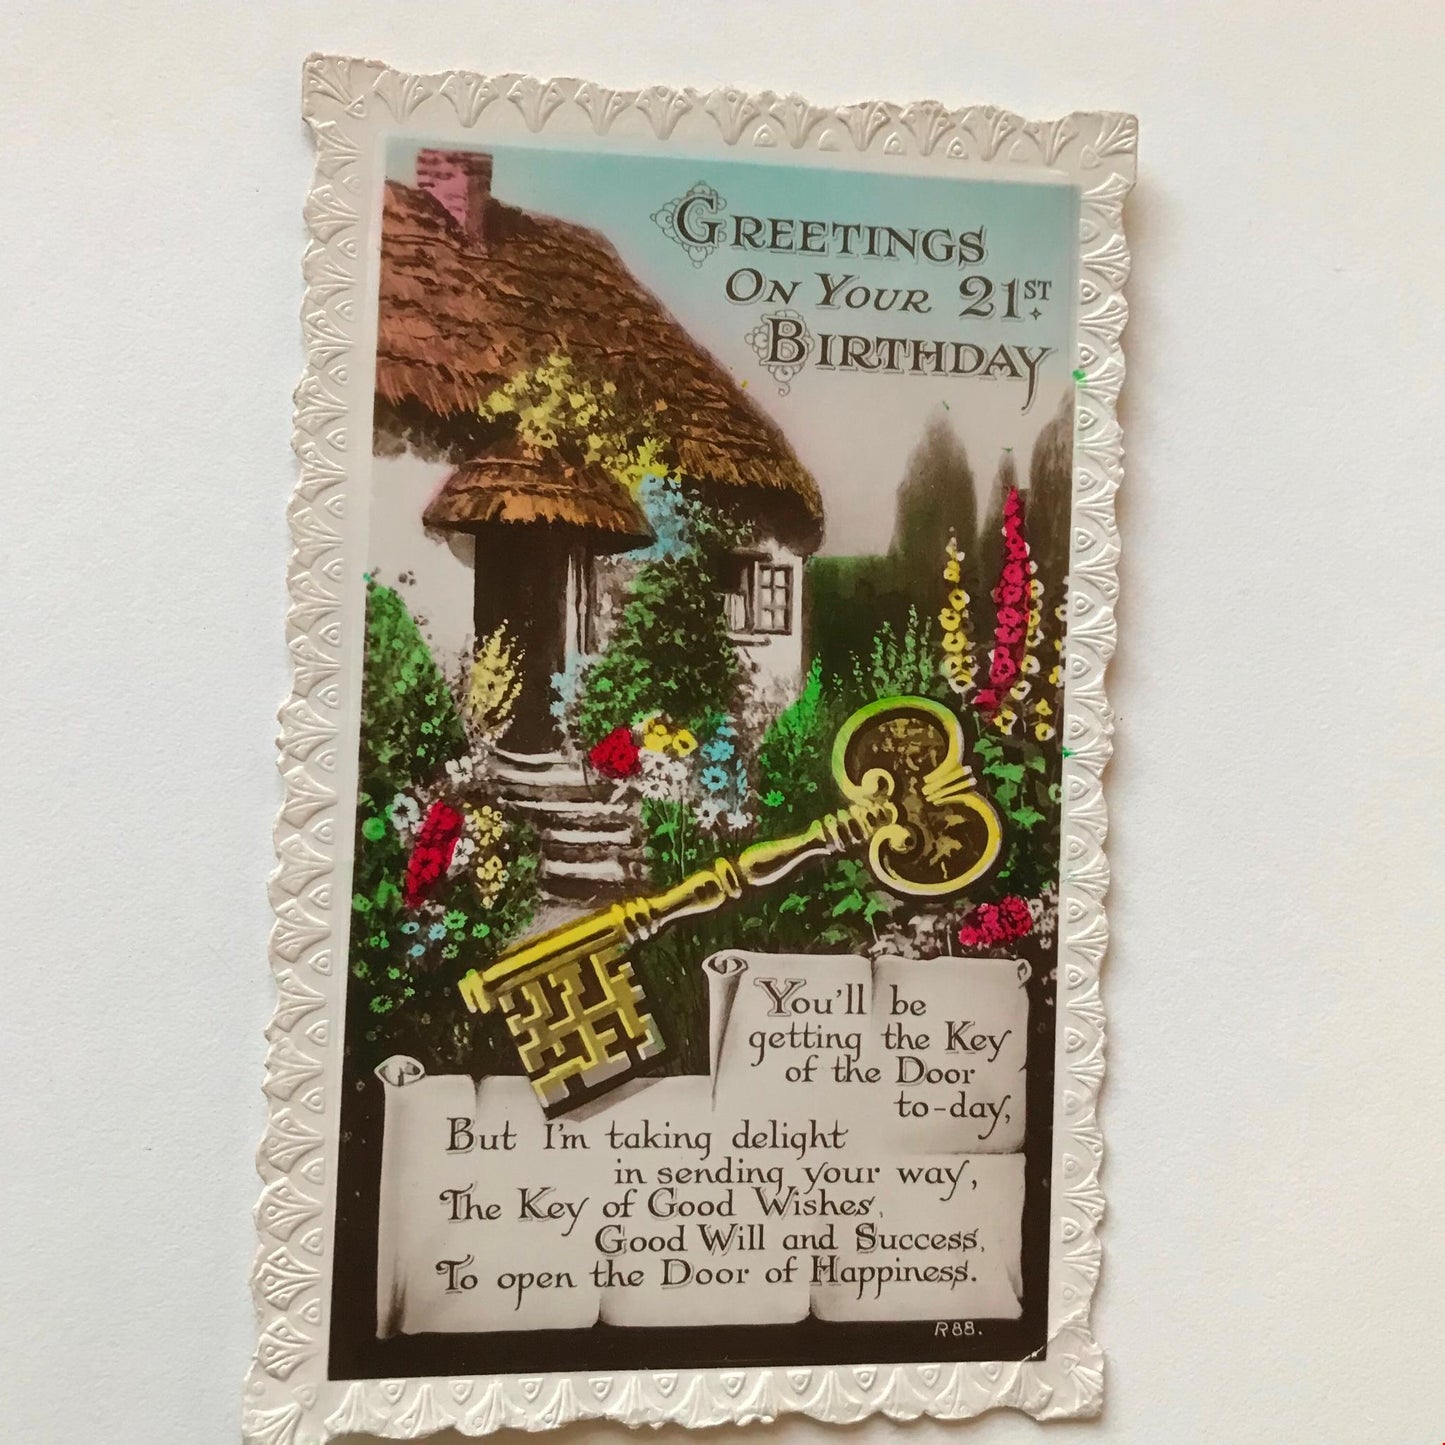 GREETINGS
ON YOUR 21ST.
BIRTHDAY
You'll be
getting the Key
of the Door
to-day,
But I'm taking delight
in sending your way,
The Key of Good Wishes,
Good Will and Success,
To open the Door of Happiness.
R88.